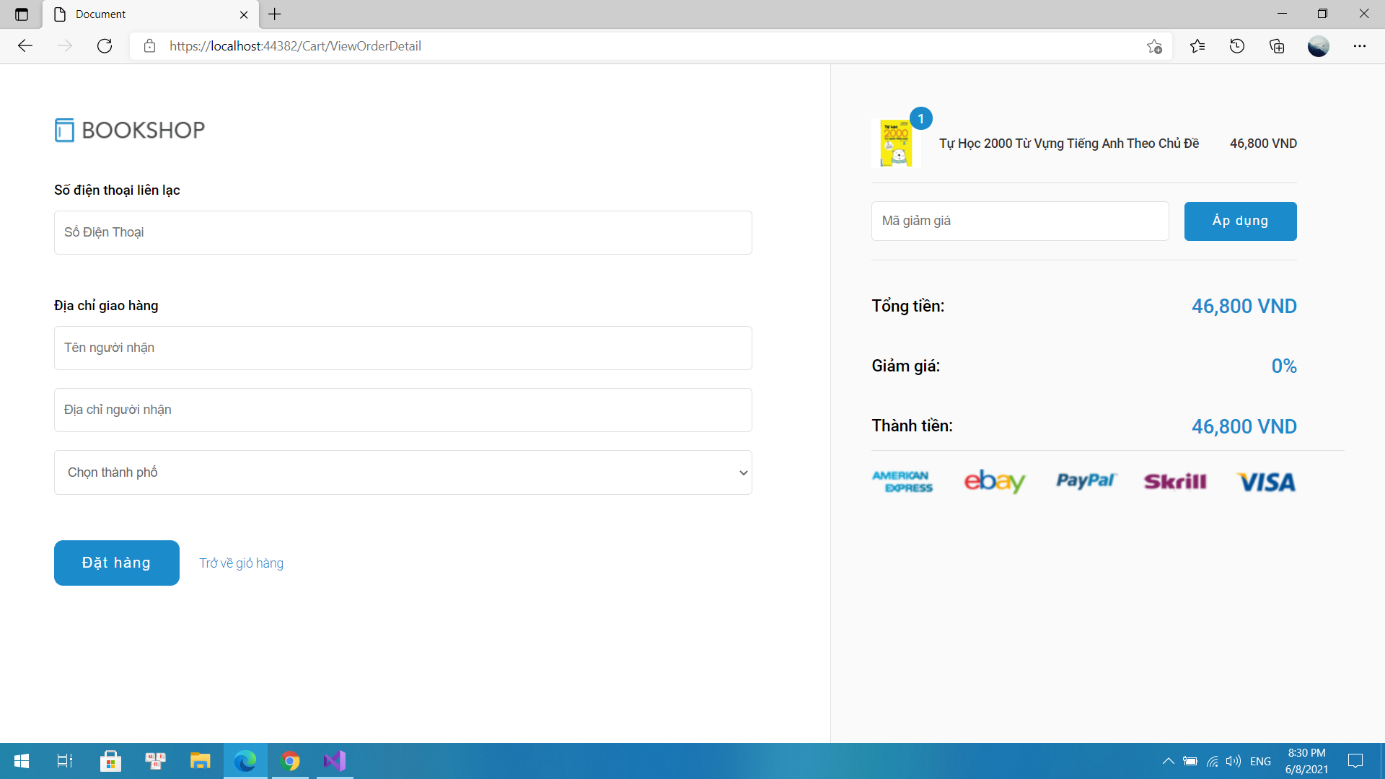 Document
https://localhost:44382/Cart/ViewOrderDetail
BOOKSHOP
Số điện thoại liên lạc
Số Điện Thoại
Địa chỉ giao hàng
Tên người nhận
Địa chỉ người nhận
Chọn thành phố
Đặt hàng
Trở về giỏ hàng
1
TỰ HỌC
2000
Tự Học 2000 Từ Vựng Tiếng Anh Theo Chủ Đề
46,800 VND
Mã giảm giá
Áp dụng
Tổng tiền:
46,800 VND
Giảm giá:
0%
Thành tiền:
46,800 VND
AMERICAN
EXPRESS
ebay
PayPal
Skrill
VISA
ENG
8:30 PM
6/8/2021